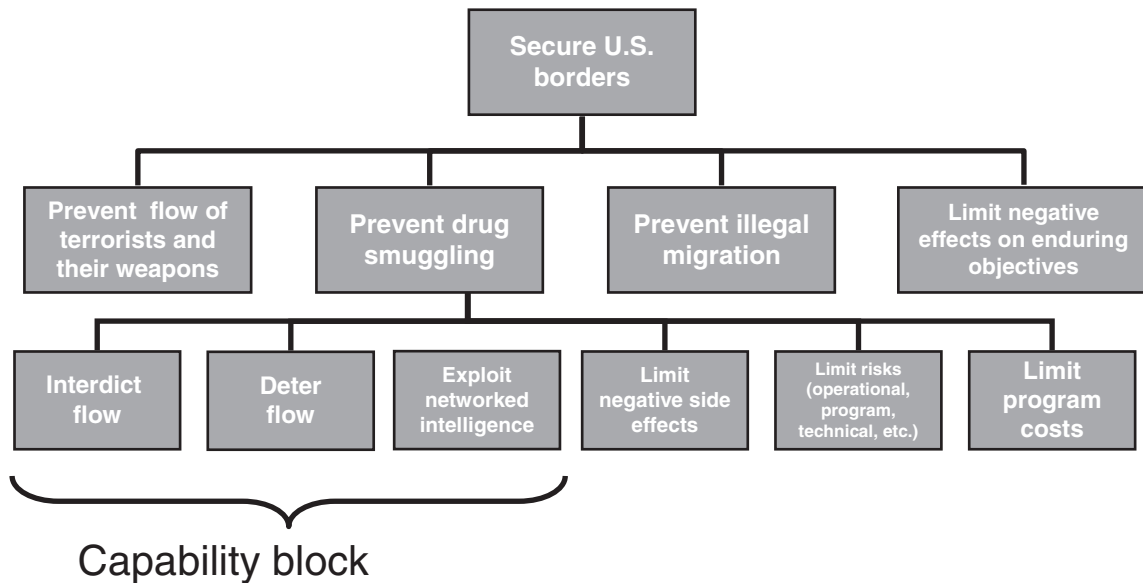 Secure U.S.
borders
Prevent flow of
terrorists and
their weapons
Prevent drug
smuggling
Prevent illegal
migration
Limit negative
effects on enduring
objectives
Interdict
flow
Deter
flow
Exploit
networked
intelligence
Limit
negative side
effects
Limit risks
(operational,
program,
technical, etc.)
Limit
program
costs
Capability block